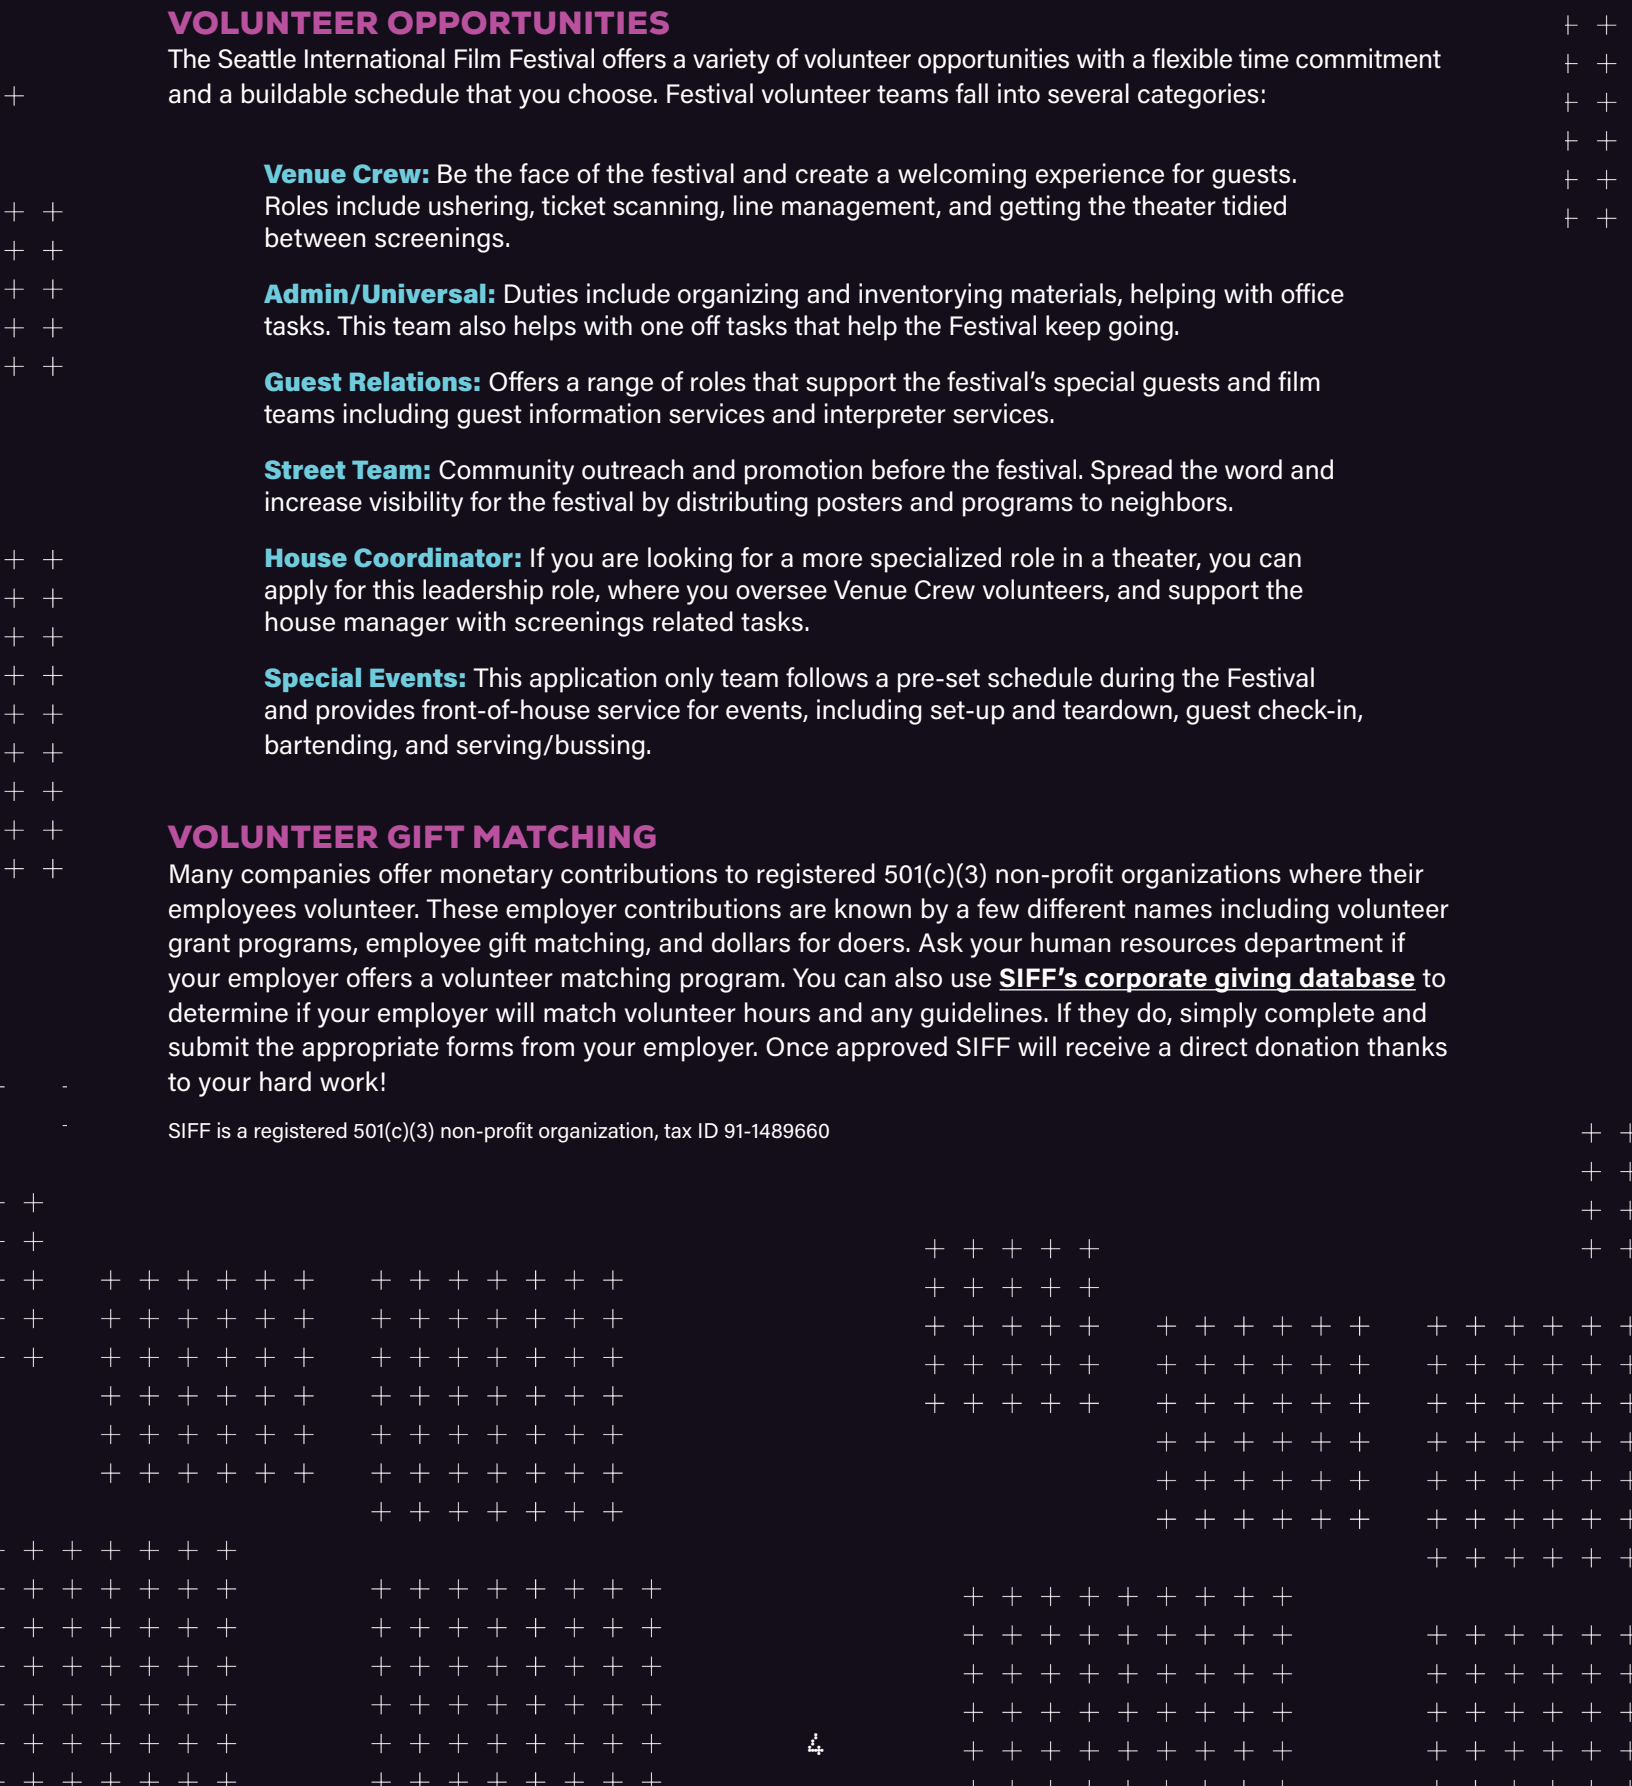 VOLUNTEER OPPORTUNITIES
The Seattle International Film Festival offers a variety of volunteer opportunities with a flexible time commitment
and a buildable schedule that you choose. Festival volunteer teams fall into several categories:
Venue Crew: Be the face of the festival and create a welcoming experience for guests.
Roles include ushering, ticket scanning, line management, and getting the theater tidied
between screenings.
Admin/Universal: Duties include organizing and inventorying materials, helping with office
tasks. This team also helps with one off tasks that help the Festival keep going.
Guest Relations: Offers a range of roles that support the festival’s special guests and film
teams including guest information services and interpreter services.
Street Team: Community outreach and promotion before the festival. Spread the word and
increase visibility for the festival by distributing posters and programs to neighbors.
House Coordinator: If you are looking for a more specialized role in a theater, you can
apply for this leadership role, where you oversee Venue Crew volunteers, and support the
house manager with screenings related tasks.
Special Events: This application only team follows a pre-set schedule during the Festival
and provides front-of-house service for events, including set-up and teardown, guest check-in,
bartending, and serving/bussing.
VOLUNTEER GIFT MATCHING
Many companies offer monetary contributions to registered 501(c)(3) non-profit organizations where their
employees volunteer. These employer contributions are known by a few different names including volunteer
grant programs, employee gift matching, and dollars for doers. Ask your human resources department if
your employer offers a volunteer matching program. You can also use SIFF’s corporate giving database to
determine if your employer will match volunteer hours and any guidelines. If they do, simply complete and
submit the appropriate forms from your employer. Once approved SIFF will receive a direct donation thanks
to your hard work!
SIFF is a registered 501(c)(3) non-profit organization, tax ID 91-1489660
4